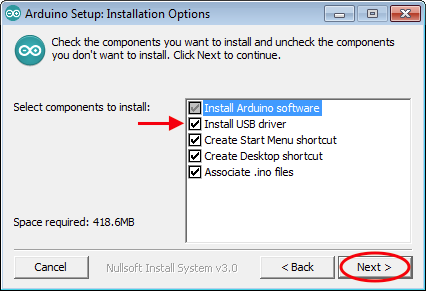 Arduino Setup: Installation Options
Check the components you want to install and uncheck the components
you don't want to install. Click Next to continue.
Select components to install:
Install Arduino software
Install USB driver
Create Start Menu shortcut
Create Desktop shortcut
Associate .ino files
Space required: 418.6MB
Cancel
Nullsoft Install System v3.0
< Back
Next >